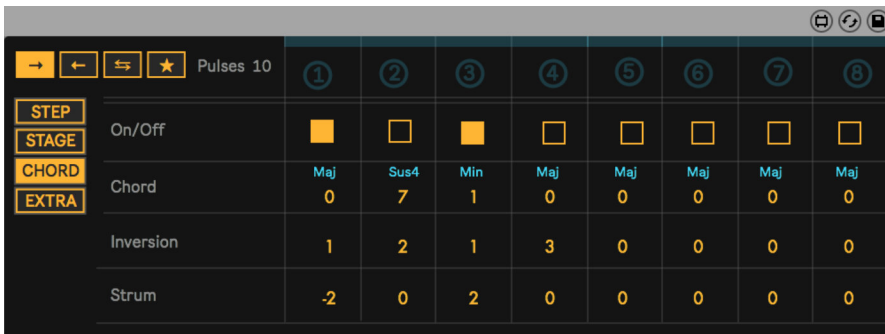 → ← ⇆ ★ Pulses 10
1 2 3 4 5 6 7 8
STEP
STAGE
CHORD
EXTRA
On/Off
Maj Sus4 Min Maj Maj Maj Maj Maj
Chord 0 7 1 0 0 0 0 0
Inversion 1 2 1 3 0 0 0 0
Strum -2 0 2 0 0 0 0 0